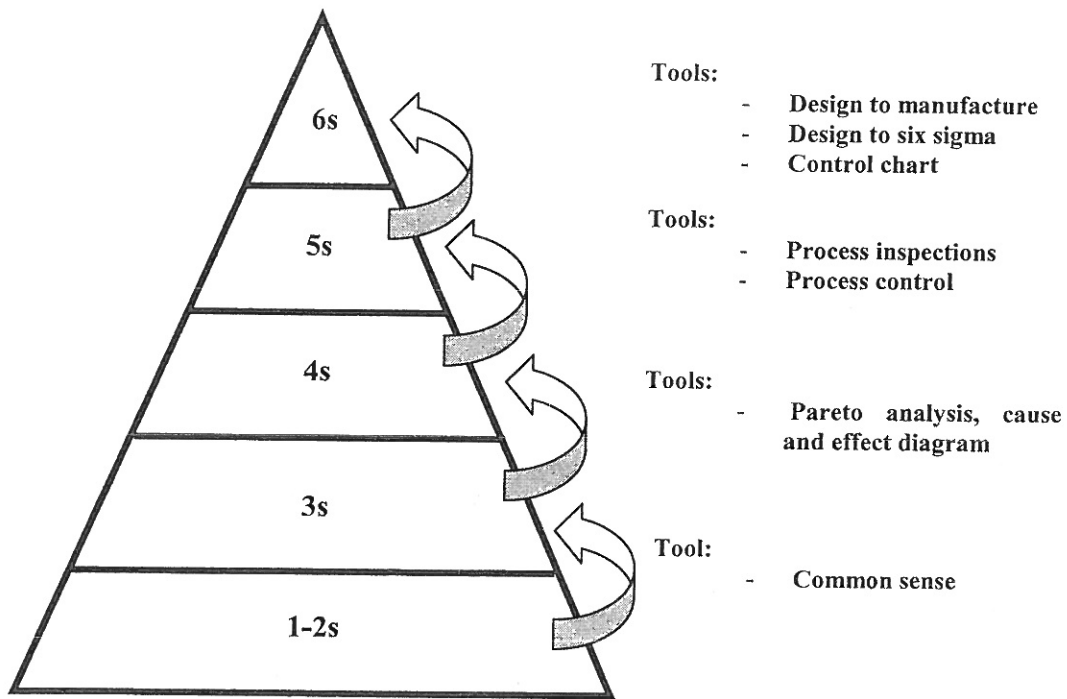 6s
5s
4s
3s
1-2s
Tools:
- Design to manufacture
- Design to six sigma
- Control chart
Tools:
- Process inspections
- Process control
Tools:
- Pareto analysis, cause
and effect diagram
Tool:
- Common sense